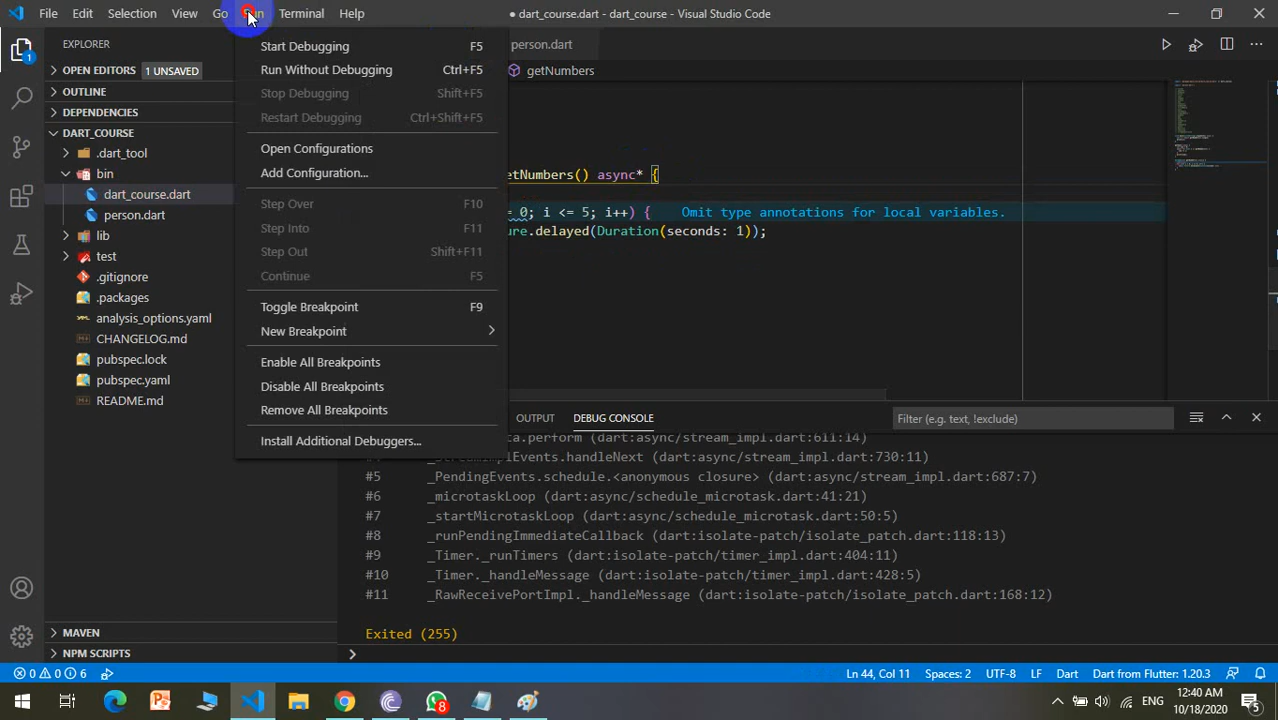 File Edit Selection View Go Run Terminal Help
● dart_course.dart - dart_course - Visual Studio Code
EXPLORER
OPEN EDITORS 1 UNSAVED
OUTLINE
DEPENDENCIES
DART_COURSE
.dart_tool
bin
dart_course.dart
person.dart
lib
test
.gitignore
.packages
analysis_options.yaml
CHANGELOG.md
pubspec.lock
pubspec.yaml
README.md
MAVEN
NPM SCRIPTS
Start Debugging F5
Run Without Debugging Ctrl+F5
Stop Debugging Shift+F5
Restart Debugging Ctrl+Shift+F5
Open Configurations
Add Configuration...
Step Over F10
Step Into F11
Step Out Shift+F11
Continue F5
Toggle Breakpoint F9
New Breakpoint
Enable All Breakpoints
Disable All Breakpoints
Remove All Breakpoints
Install Additional Debuggers...
person.dart
getNumbers
etNumbers() async* {
= 0; i <= 5; i++) { Omit type annotations for local variables.
ure.delayed(Duration(seconds: 1));
OUTPUT DEBUG CONSOLE Filter (e.g. text, !exclude)
ta.perform (dart:async/stream_impl.dart:611:14)
_StreamImplEvents.handleNext (dart:async/stream_impl.dart:730:11)
#5 _PendingEvents.schedule.<anonymous closure> (dart:async/stream_impl.dart:687:7)
#6 _microtaskLoop (dart:async/schedule_microtask.dart:41:21)
#7 _startMicrotaskLoop (dart:async/schedule_microtask.dart:50:5)
#8 _runPendingImmediateCallback (dart:isolate-patch/isolate_patch.dart:118:13)
#9 _Timer._runTimers (dart:isolate-patch/timer_impl.dart:404:11)
#10 _Timer._handleMessage (dart:isolate-patch/timer_impl.dart:428:5)
#11 _RawReceivePortImpl._handleMessage (dart:isolate-patch/isolate_patch.dart:168:12)
Exited (255)
0 0 6 Ln 44, Col 11 Spaces: 2 UTF-8 LF Dart Dart from Flutter: 1.20.3
ENG 12:40 AM
10/18/2020